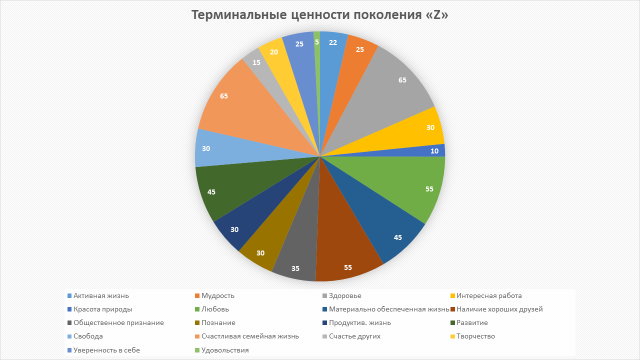 Терминальные ценности поколения «Z»
5 22
25 25
20
15
65 65
30
30 10
55
45
45
30
30 35 55
Активная жизнь Мудрость Здоровье Интересная работа
Красота природы Любовь Материально обеспеченная жизнь Наличие хороших друзей
Общественное признание Познание Продуктив. жизнь Развитие
Свобода Счастливая семейная жизнь Счастье других Творчество
Уверенность в себе Удовольствия